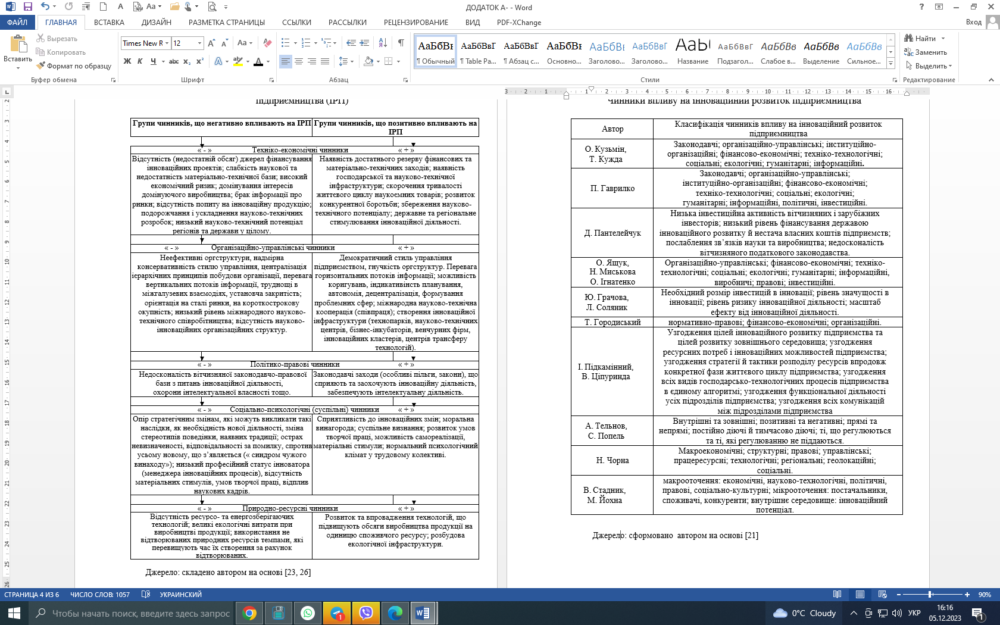 ДОДАТОК А- - Word
ФАЙЛ ГЛАВНАЯ ВСТАВКА ДИЗАЙН РАЗМЕТКА СТРАНИЦЫ ССЫЛКИ РАССЫЛКИ РЕЦЕНЗИРОВАНИЕ ВИД PDF-XChange Вход
Вставить
Вырезать
Копировать
Формат по образцу
Буфер обмена
Times New R 12
Ж К Ч abc x₂ x²
Шрифт
Абзац
АаБбВг АаБбВвГ АаБбВвГ АаБбВг АаБбВг АаБбВвГ АаБ АаБбВвГ АаБбВв АаБбВв АаБбВв
¶ Обычный ¶ Table Pa... ¶ Абзац с... Основно... Заголово... Заголово... Название Подзагол... Слабое в... Выделение Сильное...
Стили
Найти
Заменить
Выделить
Редактирование
підприємництва (ІРП)
Групи чинників, що негативно впливають на ІРП
Групи чинників, що позитивно впливають на
ІРП
« - » Техніко-економічні чинники « + »
Відсутність (недостатній обсяг) джерел фінансування
інноваційних проектів; слабкість наукової та
недостатність матеріально-технічної бази; високий
економічний ризик; домінування інтересів
домінуючого виробництва; брак інформації про
ринки; відсутність попиту на інноваційну продукцію;
подорожчання і ускладнення науково-технічних
розробок; низький науково-технічний потенціал
регіонів та держави у цілому.
Наявність достатнього резерву фінансових та
матеріально-технічних заходів; наявність
господарської та науково-технічної
інфраструктури; скорочення тривалості
життєвого циклу наукоємних товарів; розвиток
конкурентної боротьби; збереження науково-
технічного потенціалу; державне та регіональне
стимулювання інноваційної діяльності.
« - » Організаційно-управлінські чинники « + »
Неефективні оргструктури, надмірна
консервативність стилю управління, централізація
ієрархічних принципів побудови організації, перевага
вертикальних потоків інформації, труднощі в
міжгалузевих взаємодіях, установча закритість;
орієнтація на сталі ринки, на короткострокову
окупність; низький рівень міжнародного науково-
технічного співробітництва; відсутність науково-
інноваційних організаційних структур.
Демократичний стиль управління
підприємством, гнучкість оргструктур. Перевага
горизонтальних потоків інформації; можливість
коригувань, індикативність планування,
автономія, децентралізація, формування
проблемних сфер; міжнародна науково-технічна
кооперація (співпраця); створення інноваційної
інфраструктури (технопарків, науково-технічних
центрів, бізнес-інкубаторів, венчурних фірм,
інноваційних кластерів, центрів трансферу
технологій).
« - » Політико-правові чинники « + »
Недосконалість вітчизняної законодавчо-правової
бази з питань інноваційної діяльності,
охорони інтелектуальної власності тощо.
Законодавчі заходи (особливі пільги, закони), що
сприяють та заохочують інноваційну діяльність,
забезпечують інтелектуальну діяльність.
« - » Соціально-психологічні (суспільні) чинники « + »
Опір стратегічним змінам, які можуть викликати такі
наслідки, як необхідність нової діяльності, зміна
стереотипів поведінки, наявних традиції; острах
невизначеності, відповідальності за помилку, спротив
усьому новому, що з’являється (« синдром чужого
винаходу»); низький професійний статус інноватора
(менеджера інноваційних процесів), відсутність
матеріальних стимулів, умов творчої праці, відплив
наукових кадрів.
Сприятливість до інноваційних змін; моральна
винагорода; суспільне визнання; розвиток умов
творчої праці, можливість самореалізації,
матеріальні стимули; нормальний психологічний
клімат у трудовому колективі.
« - » Природно-ресурсні чинники « + »
Відсутність ресурсо- та енергозберігаючих
технологій; великі екологічні витрати при
виробництві продукції; використання не
відтворюваних природних ресурсів темпами, які
перевищують час їх створення за рахунок
відтворюваних.
Розвиток та впровадження технологій, що
підвищують обсяги виробництва продукції на
одиницю споживчого ресурсу; розбудова
екологічної інфраструктури.
Джерело: складено автором на основі [23, 26]
Чинники впливу на інноваційний розвиток підприємництва
Автор
Класифікація чинників впливу на інноваційний розвиток
підприємництва
О. Кузьмін,
Т. Кужда
Законодавчі; організаційно-управлінські; інституційно-
організаційні; фінансово-економічні; техніко-технологічні;
соціальні; екологічні; гуманітарні; інформаційні.
П. Гаврилко
Законодавчі; організаційно-управлінські;
інституційно-організаційні; фінансово-економічні;
техніко-технологічні; соціальні; екологічні;
гуманітарні; інформаційні, політичні, інвестиційні.
Д. Пантелейчук
Низька інвестиційна активність вітчизняних і зарубіжних
інвесторів; низький рівень фінансування державою
інноваційного розвитку й нестача власних коштів підприємств;
послаблення зв’язків науки та виробництва; недосконалість
вітчизняного податкового законодавства.
О. Ящук,
Н. Миськова
О. Ігнатенко
Організаційно-управлінські; фінансово-економічні; техніко-
технологічні; соціальні; екологічні; гуманітарні; інформаційні,
виробничі; правові; інвестиційні.
Ю. Грачова,
Л. Соляник
Необхідний розмір інвестицій в інновації; рівень значущості в
інновації; рівень ризику інноваційної діяльності; масштаб
ефекту від інноваційної діяльності.
Т. Городиський
нормативно-правові; фінансово-економічні; організаційні.
І. Підкамінний,
В. Ціпуринда
Узгодження цілей інноваційного розвитку підприємства та
цілей розвитку зовнішнього середовища; узгодження
ресурсних потреб і інноваційних можливостей підприємства;
узгодження стратегії й тактики розподілу ресурсів впродовж
конкретної фази життєвого циклу підприємства; узгодження
всіх видів господарсько-технологічних процесів підприємства
в єдиному алгоритмі; узгодження функціональної діяльності
усіх підрозділів підприємства; узгодження всіх комунікацій
між підрозділами підприємства
А. Тельнов,
С. Попель
Внутрішні та зовнішні; позитивні та негативні; прямі та
непрямі; постійно діючі й тимчасово діючі; ті, що регулюються
та ті, які регулюванню не піддаються.
Н. Чорна
Макроекономічні; структурні; правові; управлінські;
працересурсні; технологічні; регіональні; геолокаційні;
соціальні.
В. Стадник,
М. Йохна
макрооточення: економічні, науково-технологічні, політичні,
правові, соціально-культурні; мікрооточення: постачальники,
споживачі, конкуренти; внутрішнє середовище: інноваційний
потенціал.
Джерело: сформовано автором на основі [21]
СТРАНИЦА 4 ИЗ 6 ЧИСЛО СЛОВ: 1057 УКРАИНСКИЙ 90%
Чтобы начать поиск, введите здесь запрос
0°C Cloudy
УКР
16:16
05.12.2023